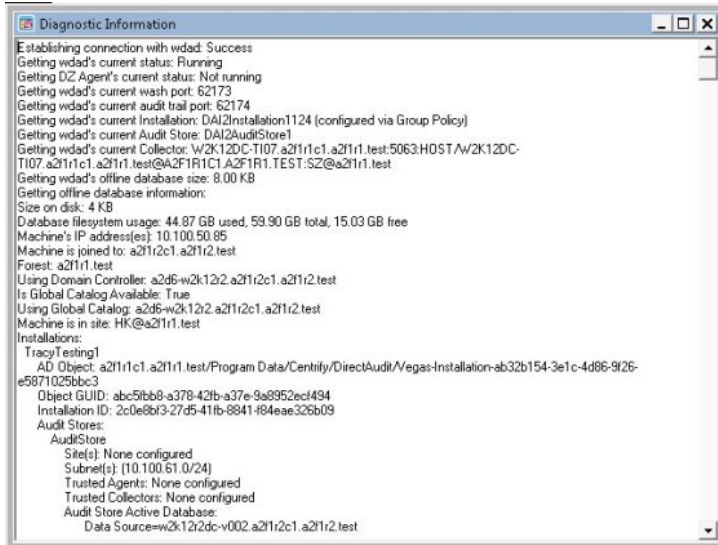 Diagnostic Information
Establishing connection with wdad: Success
Getting wdad's current status: Running
Getting DZ Agent's current status: Not running
Getting wdad's current wash port: 62173
Getting wdad's current audit trail port: 62174
Getting wdad's current Installation: DAI2Installation1124 (configured via Group Policy)
Getting wdad's current Audit Store: DAI2AuditStore1
Getting wdad's current Collector: W2K12DC-TI07.a2f1r1c1.a2f1r1.test:5063:HOST/W2K12DC-
TI07.a2f1r1c1.a2f1r1.test@A2F1R1C1.A2F1R1.TEST:SZ@a2f1r1.test
Getting wdad's offline database size: 8.00 KB
Getting offline database information:
Size on disk: 4 KB
Database filesystem usage: 44.87 GB used, 59.90 GB total, 15.03 GB free
Machine's IP address(es): 10.100.50.85
Machine is joined to: a2f1r2c1.a2f1r2.test
Forest: a2f1r1.test
Using Domain Controller: a2d6-w2k12r2.a2f1r2c1.a2f1r2.test
Is Global Catalog Available: True
Using Global Catalog: a2d6-w2k12r2.a2f1r2c1.a2f1r2.test
Machine is in site: HK@a2f1r1.test
Installations:
TracyTesting1
AD Object: a2f1r1c1.a2f1r1.test/Program Data/Centrify/DirectAudit/Vegas-Installation-ab32b154-3e1c-4d86-9f26-
e5871025bbc3
Object GUID: abc5fbb8-a378-42fb-a37e-9a8952ecf494
Installation ID: 2c0e8bf3-27d5-41fb-8841-f84eae326b09
Audit Stores:
AuditStore
Site(s): None configured
Subnet(s): (10.100.61.0/24)
Trusted Agents: None configured
Trusted Collectors: None configured
Audit Store Active Database:
Data Source=w2k12r2dc-v002.a2f1r2c1.a2f1r2.test